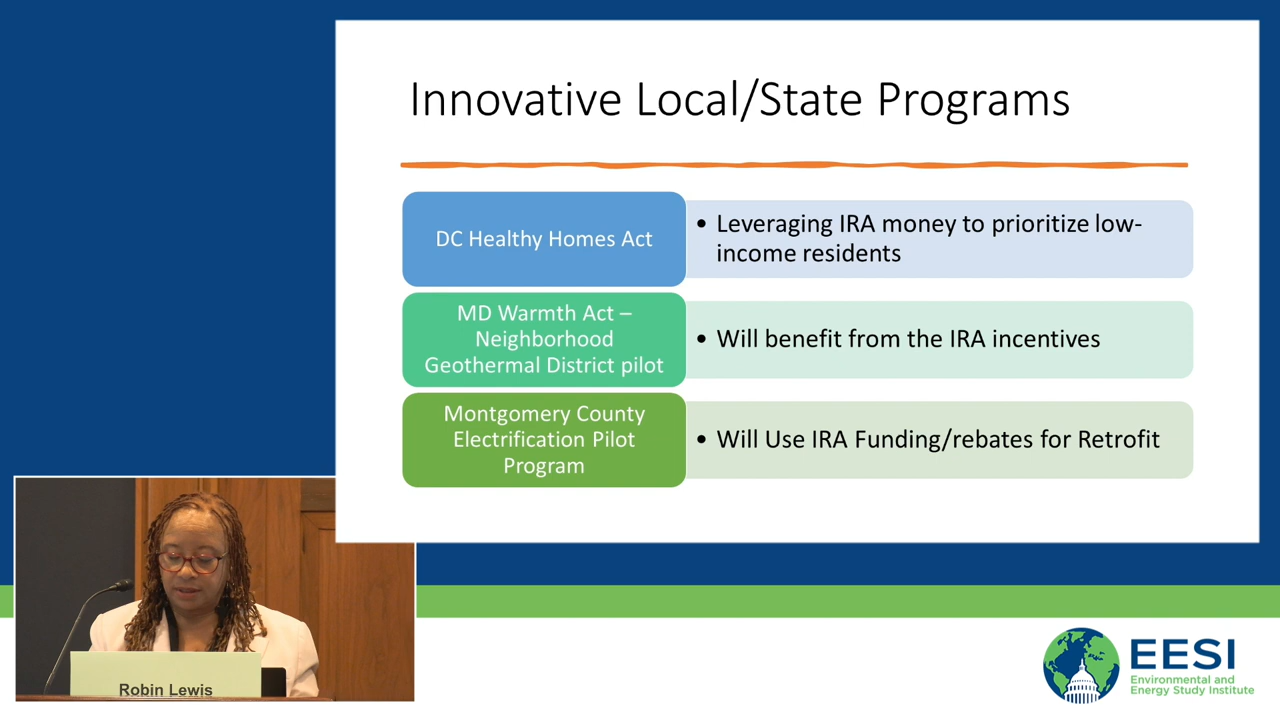 Innovative Local/State Programs
DC Healthy Homes Act
• Leveraging IRA money to prioritize low-
income residents
MD Warmth Act –
Neighborhood
Geothermal District pilot
• Will benefit from the IRA incentives
Montgomery County
Electrification Pilot
Program
• Will Use IRA Funding/rebates for Retrofit
Robin Lewis
EESI
Environmental and
Energy Study Institute